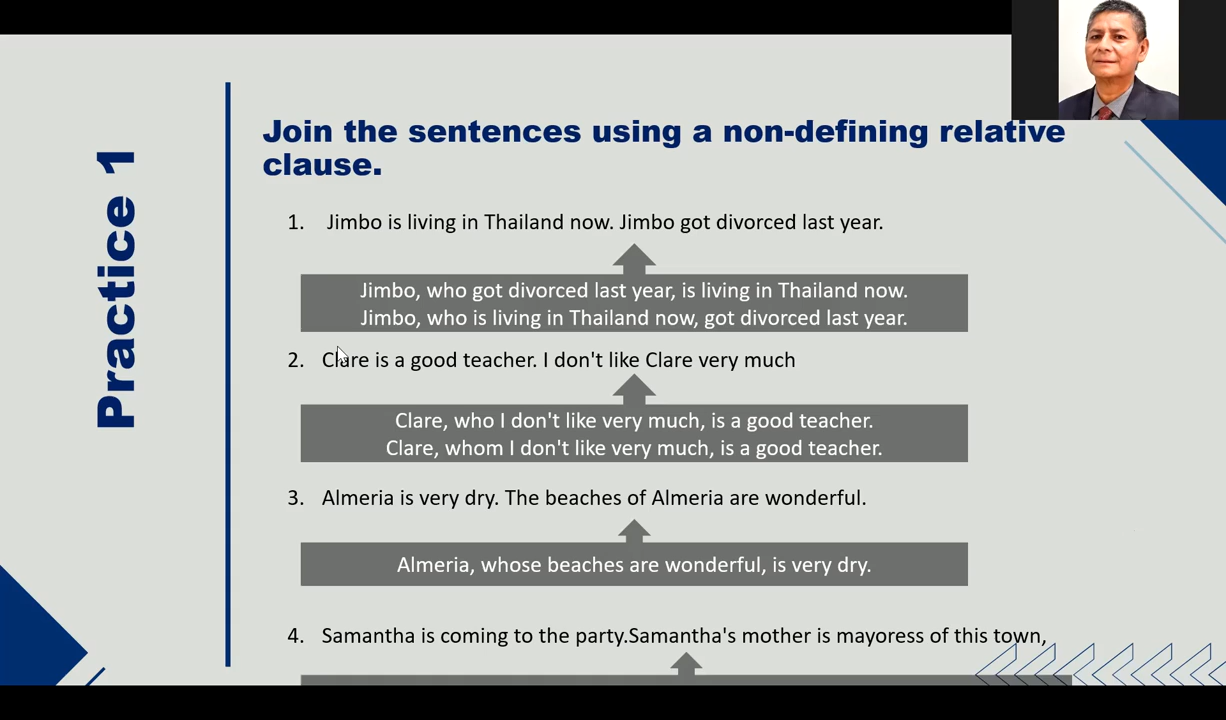 Practice 1
Join the sentences using a non-defining relative
clause.
1. Jimbo is living in Thailand now. Jimbo got divorced last year.
Jimbo, who got divorced last year, is living in Thailand now.
Jimbo, who is living in Thailand now, got divorced last year.
2. Clare is a good teacher. I don't like Clare very much
Clare, who I don't like very much, is a good teacher.
Clare, whom I don't like very much, is a good teacher.
3. Almeria is very dry. The beaches of Almeria are wonderful.
Almeria, whose beaches are wonderful, is very dry.
4. Samantha is coming to the party.Samantha's mother is mayoress of this town,